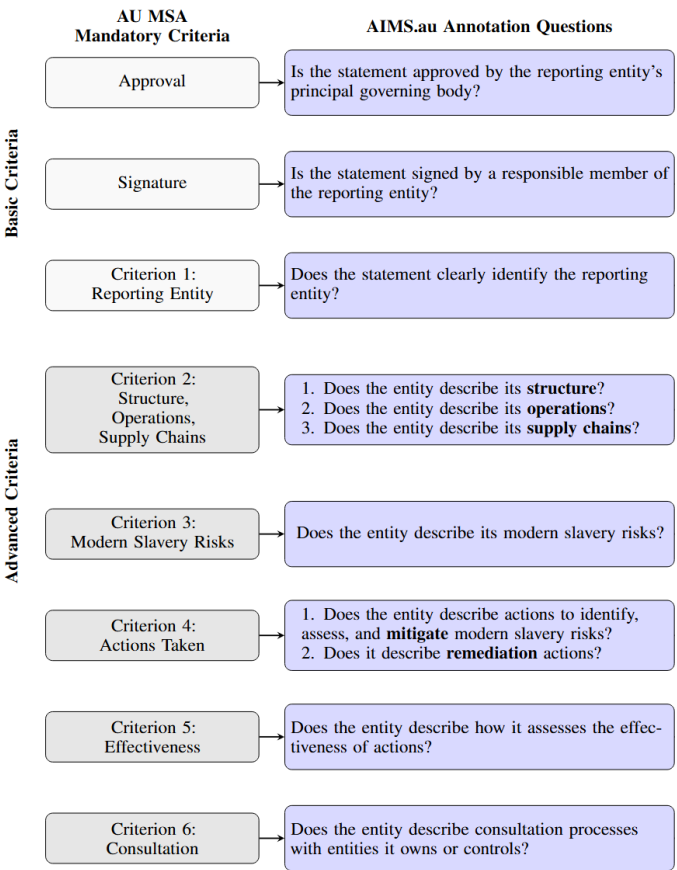 AU MSA
Mandatory Criteria
AIMS.au Annotation Questions
Basic Criteria
Approval
Is the statement approved by the reporting entity's
principal governing body?
Signature
Is the statement signed by a responsible member of
the reporting entity?
Criterion 1:
Reporting Entity
Does the statement clearly identify the reporting
entity?
Advanced Criteria
Criterion 2:
Structure,
Operations,
Supply Chains
1. Does the entity describe its structure?
2. Does the entity describe its operations?
3. Does the entity describe its supply chains?
Criterion 3:
Modern Slavery Risks
Does the entity describe its modern slavery risks?
Criterion 4:
Actions Taken
1. Does the entity describe actions to identify,
assess, and mitigate modern slavery risks?
2. Does it describe remediation actions?
Criterion 5:
Effectiveness
Does the entity describe how it assesses the effec-
tiveness of actions?
Criterion 6:
Consultation
Does the entity describe consultation processes
with entities it owns or controls?